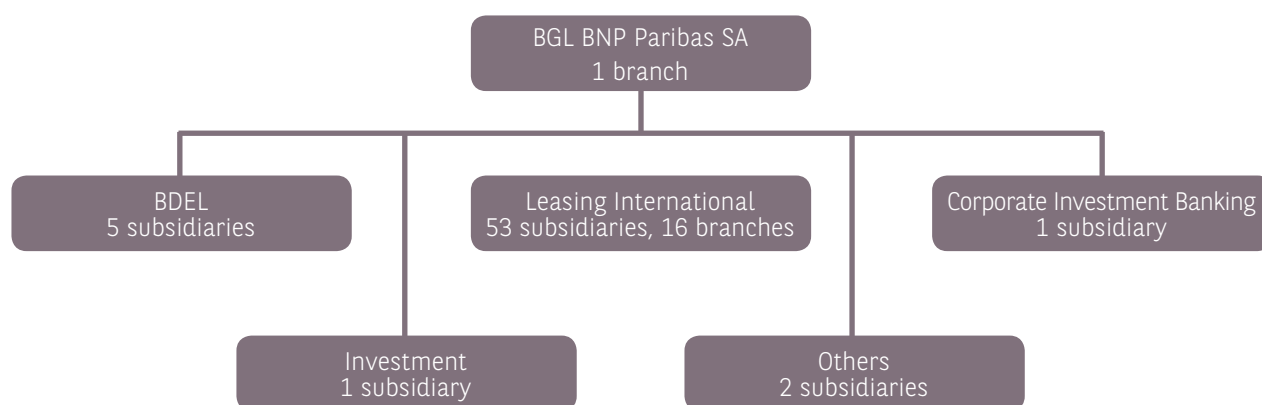 BGL BNP Paribas SA
1 branch
BDEL
5 subsidiaries
Leasing International
53 subsidiaries, 16 branches
Corporate Investment Banking
1 subsidiary
Investment
1 subsidiary
Others
2 subsidiaries